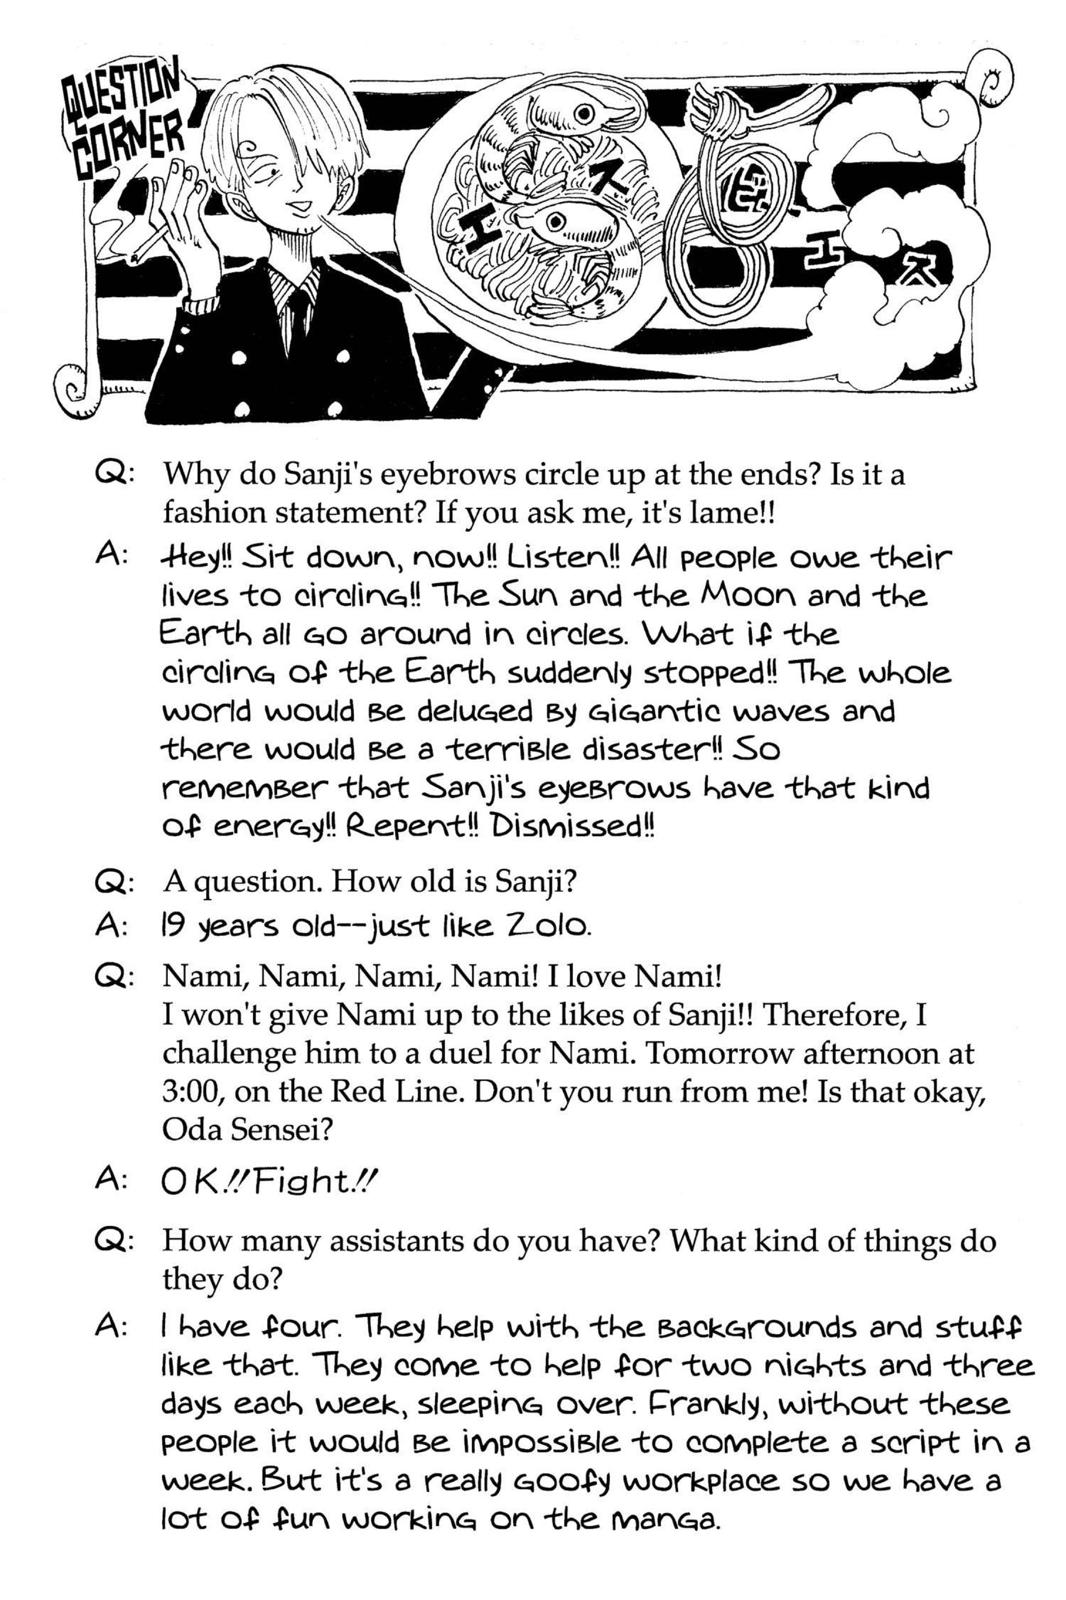 QUESTION
CORNER
エス
ビー
エス
Q: Why do Sanji's eyebrows circle up at the ends? Is it a
fashion statement? If you ask me, it's lame!!
A: Hey!! Sit down, now!! Listen!! All people owe their
lives to circling!! The Sun and the Moon and the
Earth all go around in circles. What if the
circling of the Earth suddenly stopped!! The whole
world would be deluged by gigantic waves and
there would be a terrible disaster!! So
remember that Sanji's eyebrows have that kind
of energy!! Repent!! Dismissed!!
Q: A question. How old is Sanji?
A: 19 years old--just like Zolo.
Q: Nami, Nami, Nami, Nami! I love Nami!
I won't give Nami up to the likes of Sanji!! Therefore, I
challenge him to a duel for Nami. Tomorrow afternoon at
3:00, on the Red Line. Don't you run from me! Is that okay,
Oda Sensei?
A: OK.!! Fight.!!
Q: How many assistants do you have? What kind of things do
they do?
A: I have four. They help with the backgrounds and stuff
like that. They come to help for two nights and three
days each week, sleeping over. Frankly, without these
people it would be impossible to complete a script in a
week. But it's a really goofy workplace so we have a
lot of fun working on the manga.